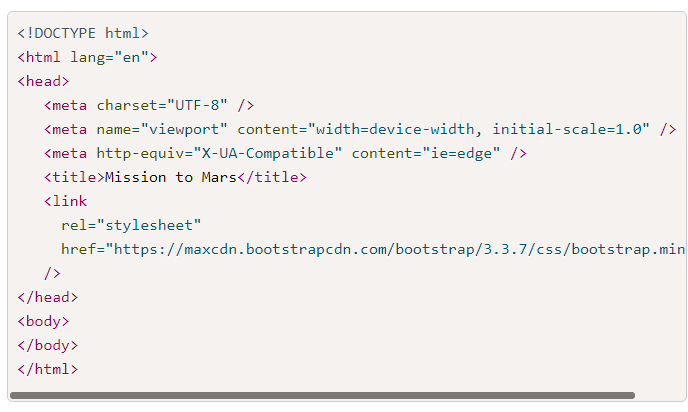 <!DOCTYPE html>
<html lang="en">
<head>
   <meta charset="UTF-8" />
   <meta name="viewport" content="width=device-width, initial-scale=1.0" />
   <meta http-equiv="X-UA-Compatible" content="ie=edge" />
   <title>Mission to Mars</title>
   <link
     rel="stylesheet"
     href="https://maxcdn.bootstrapcdn.com/bootstrap/3.3.7/css/bootstrap.min
   />
</head>
<body>
</body>
</html>